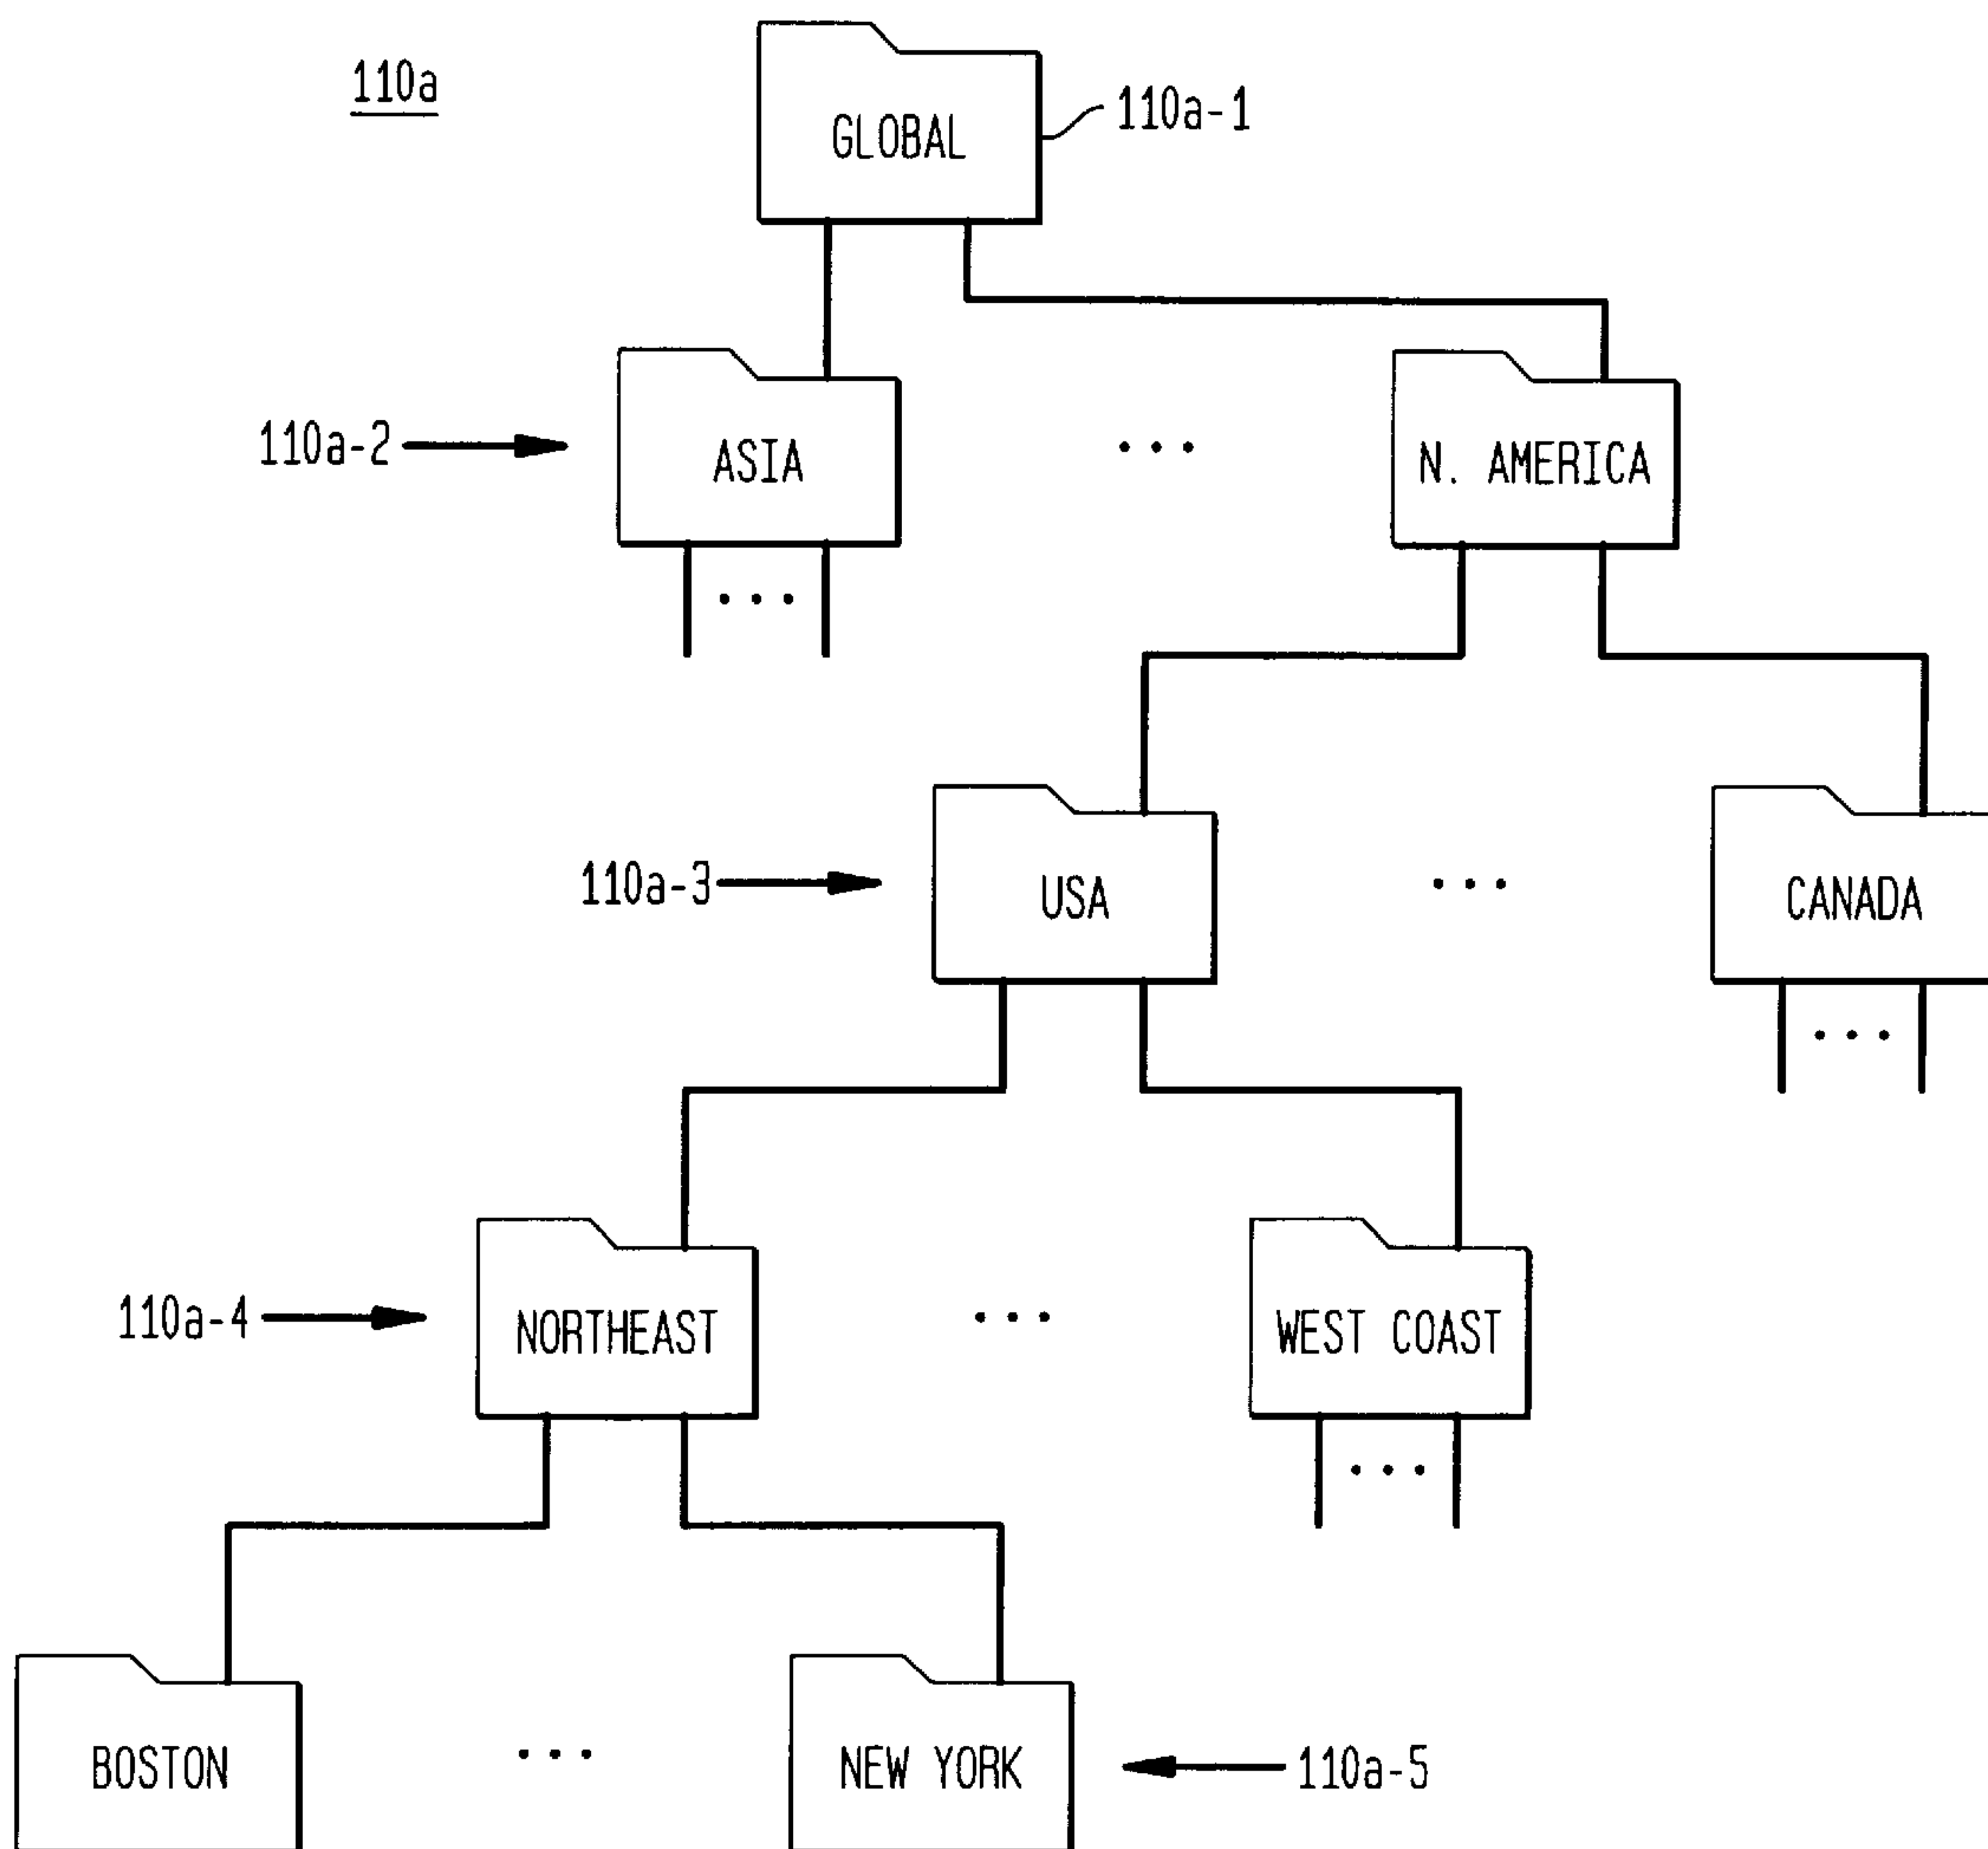 110a
GLOBAL
110a-1
110a-2
ASIA
...
N. AMERICA
...
110a-3
USA
...
CANADA
...
110a-4
NORTHEAST
...
WEST COAST
...
BOSTON
...
NEW YORK
110a-5